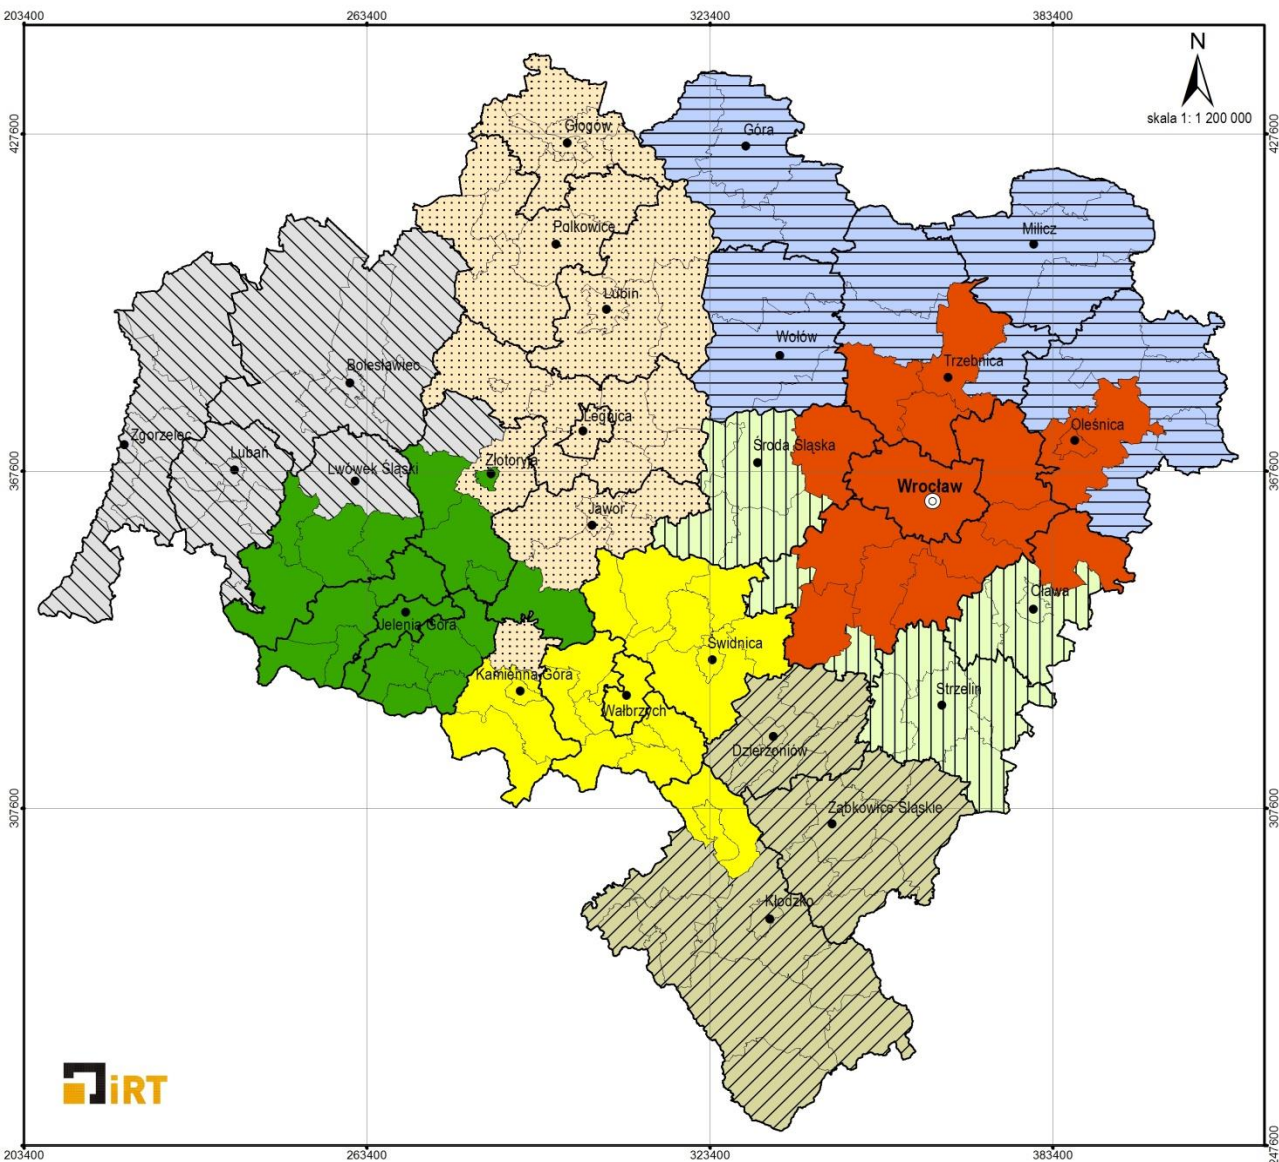 203400
263400
323400
383400
N
skala 1: 1 200 000
427600
427600
Głogów
Góra
Polkowice
Milicz
Lubin
Wołów
Trzebnica
Bolesławiec
Legnica
Oleśnica
Zgorzelec
Lubań
Lwówek Śląski
Złotoryja
Środa Śląska
367600
367600
Wrocław
Jawor
Oława
Jelenia Góra
Świdnica
Kamienna Góra
Wałbrzych
Strzelin
Dzierżoniów
Ząbkowice Śląskie
307600
307600
Kłodzko
iRT
247600
247600
203400
263400
323400
383400